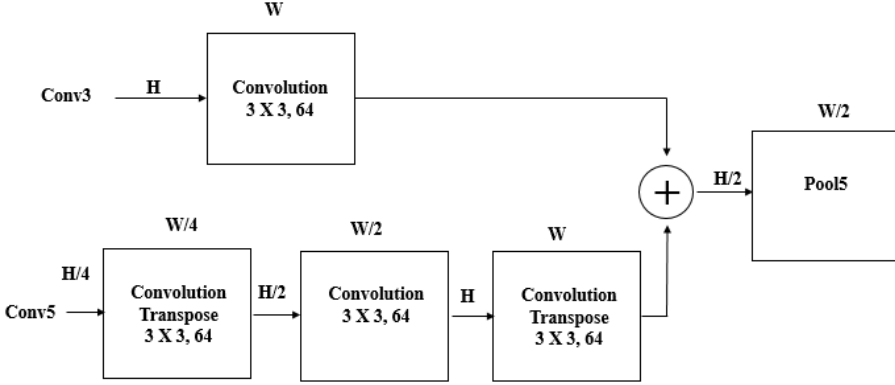 W
Conv3
H
Convolution
3 X 3, 64
W/2
H/2
Pool5
+
W/4
W/2
W
H/4
Conv5
Convolution
Transpose
3 X 3, 64
H/2
Convolution
3 X 3, 64
H
Convolution
Transpose
3 X 3, 64